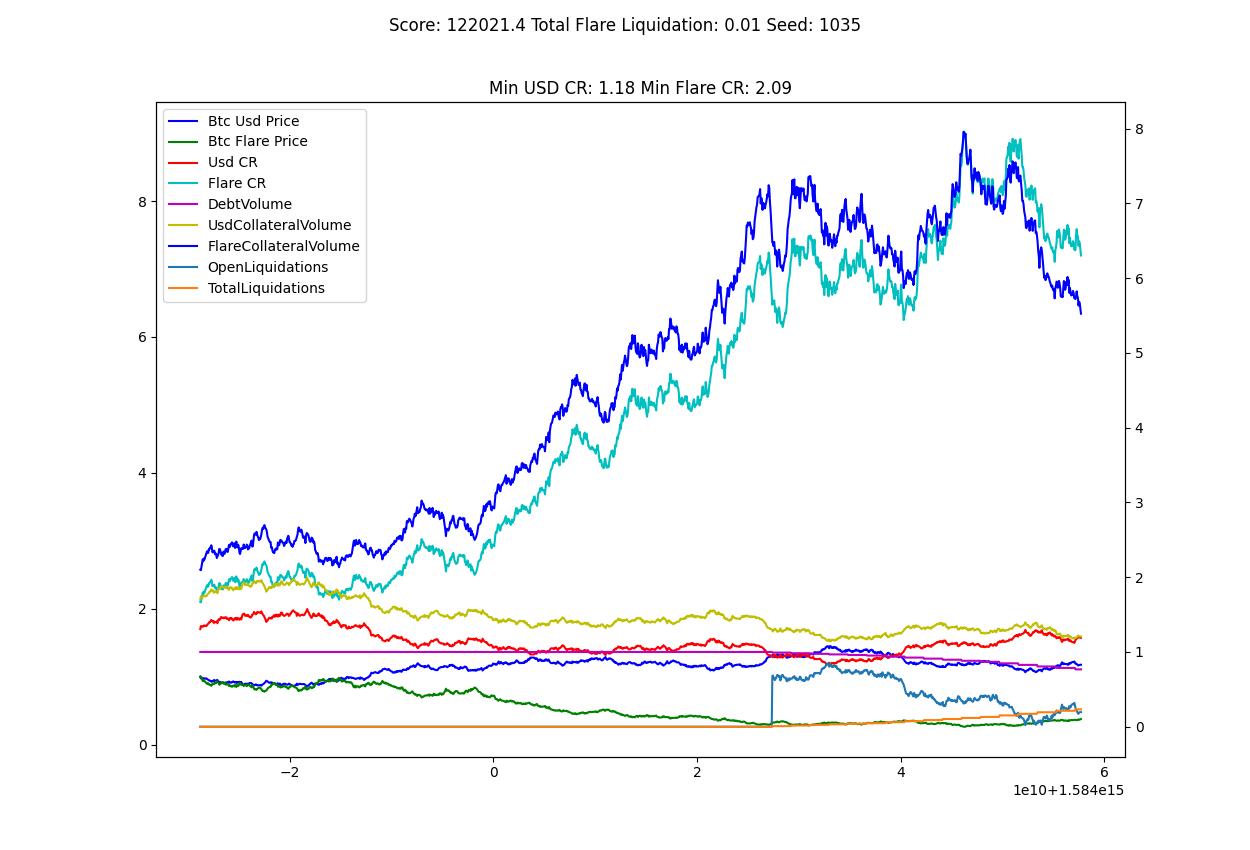 Score: 122021.4 Total Flare Liquidation: 0.01 Seed: 1035
Min USD CR: 1.18 Min Flare CR: 2.09
Btc Usd Price
Btc Flare Price
Usd CR
Flare CR
DebtVolume
UsdCollateralVolume
FlareCollateralVolume
OpenLiquidations
TotalLiquidations
8
6
4
2
0
8
7
6
5
4
3
2
1
0
−2
0
2
4
6
1e10+1.584e15